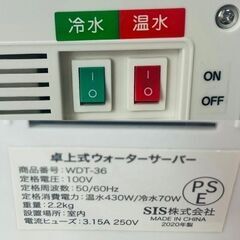 冷水 温水
I I ON
O O OFF
卓上式ウォーターサーバー
商品番号：WDT-36
定格電圧：100V
定格周波数：50/60Hz
定格消費電力：温水430W/冷水70W
重量：2.2kg
設置場所：室内
電流ヒューズ：3.15A 250V
PSE
SIS株式会社
MADE IN CHINA
2020年製